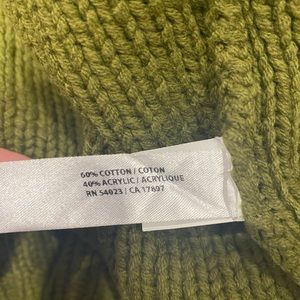 60% COTTON / COTON
40% ACRYLIC / ACRYLIQUE
RN 54023 | CA 17897